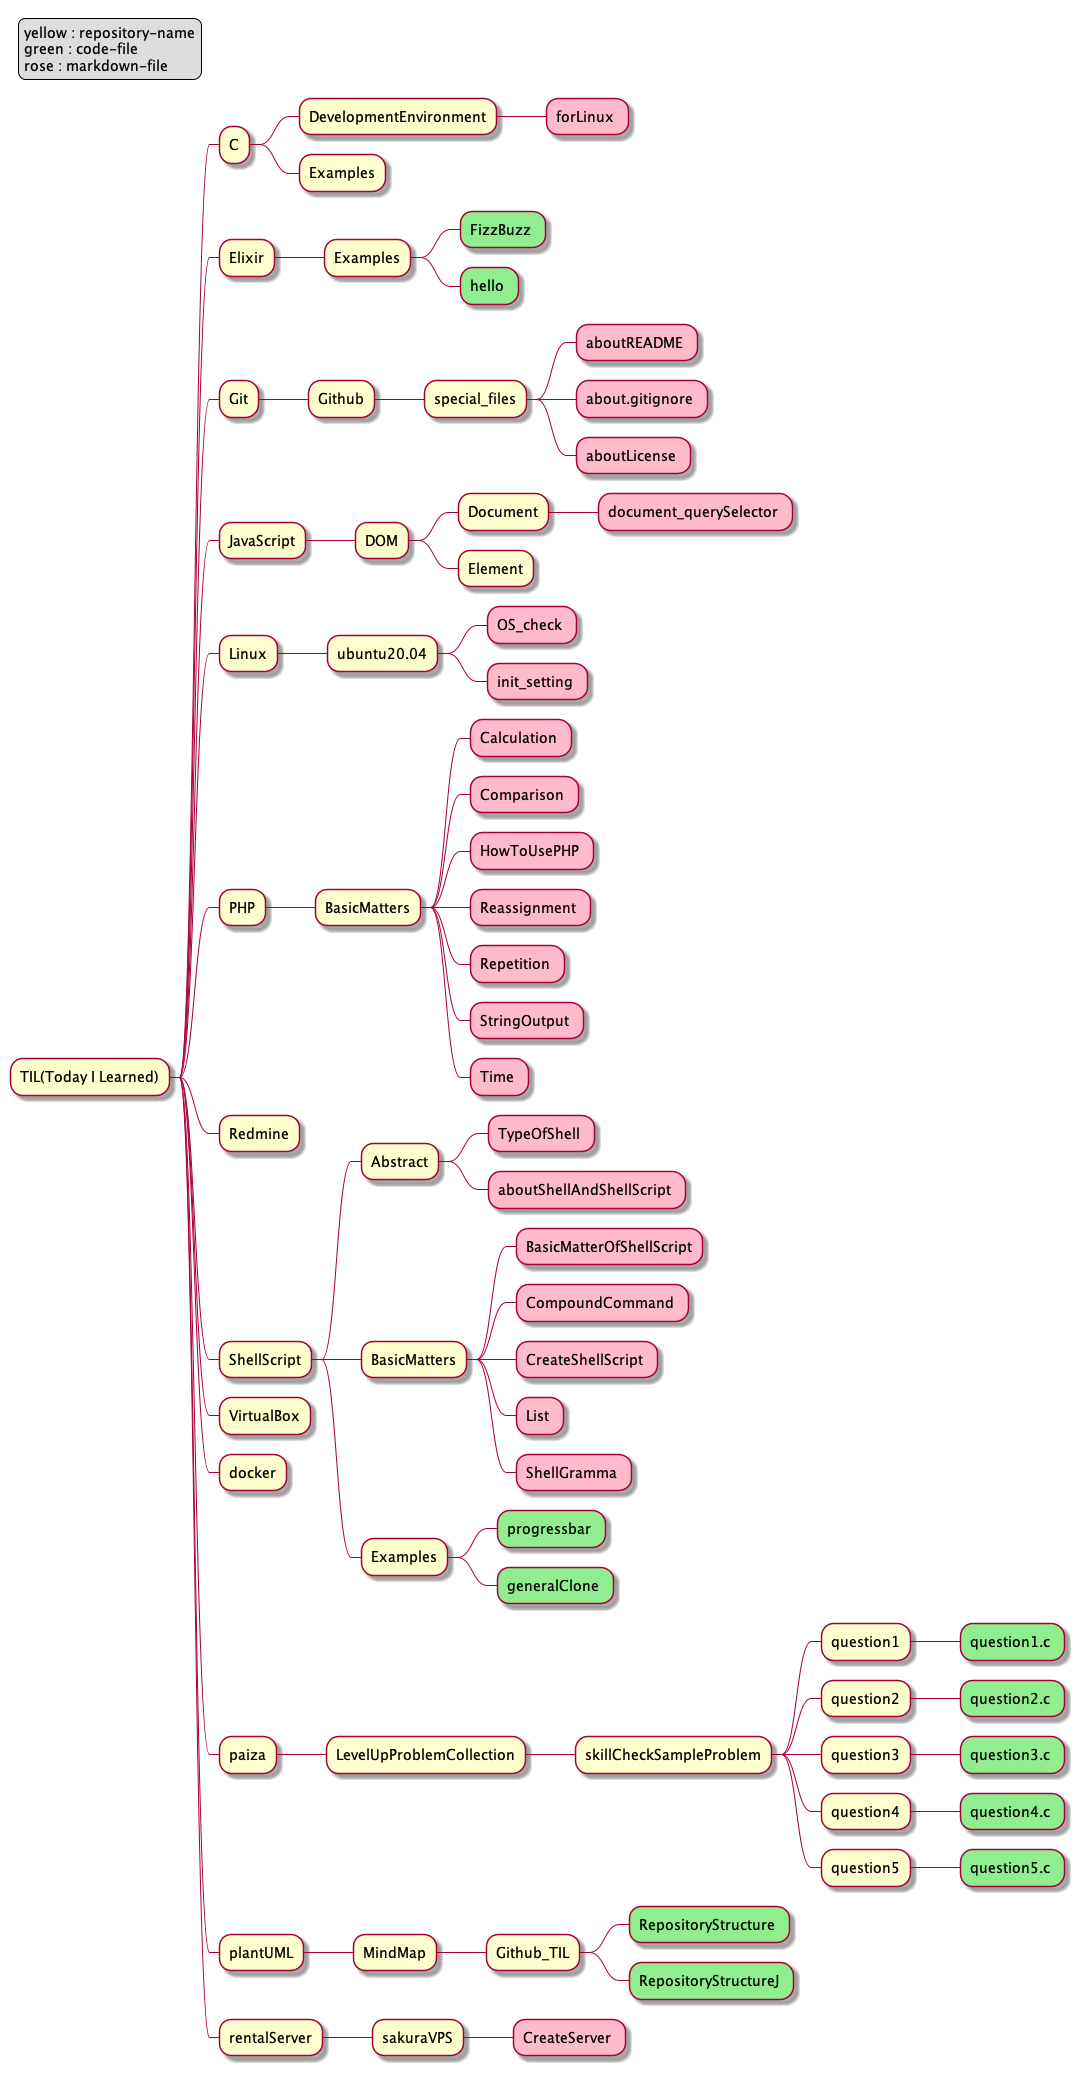 yellow : repository-name
green : code-file
rose : markdown-file
TIL(Today I Learned)
C
DevelopmentEnvironment
forLinux
Examples
Elixir
Examples
FizzBuzz
hello
Git
Github
special_files
aboutREADME
about.gitignore
aboutLicense
JavaScript
DOM
Document
document_querySelector
Element
Linux
ubuntu20.04
OS_check
init_setting
PHP
BasicMatters
Calculation
Comparison
HowToUsePHP
Reassignment
Repetition
StringOutput
Time
Redmine
ShellScript
Abstract
TypeOfShell
aboutShellAndShellScript
BasicMatters
BasicMatterOfShellScript
CompoundCommand
CreateShellScript
List
ShellGramma
Examples
progressbar
generalClone
VirtualBox
docker
paiza
LevelUpProblemCollection
skillCheckSampleProblem
question1
question1.c
question2
question2.c
question3
question3.c
question4
question4.c
question5
question5.c
plantUML
MindMap
Github_TIL
RepositoryStructure
RepositoryStructureJ
rentalServer
sakuraVPS
CreateServer